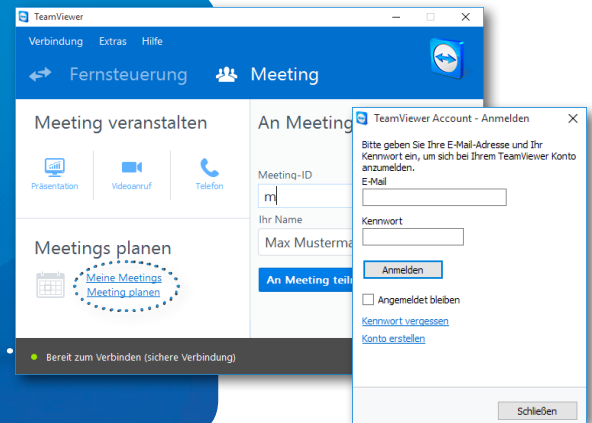 TeamViewer
Verbindung Extras Hilfe
Fernsteuerung Meeting
Meeting veranstalten
Präsentation Videoanruf Telefon
Meetings planen
Meine Meetings
Meeting planen
An Meeting
Meeting-ID
m
Ihr Name
Max Musterma
An Meeting teiln
Bereit zum Verbinden (sichere Verbindung)
TeamViewer Account - Anmelden
Bitte geben Sie Ihre E-Mail-Adresse und Ihr
Kennwort ein, um sich bei Ihrem TeamViewer Konto
anzumelden.
E-Mail
Kennwort
Anmelden
Angemeldet bleiben
Kennwort vergessen
Konto erstellen
Schließen